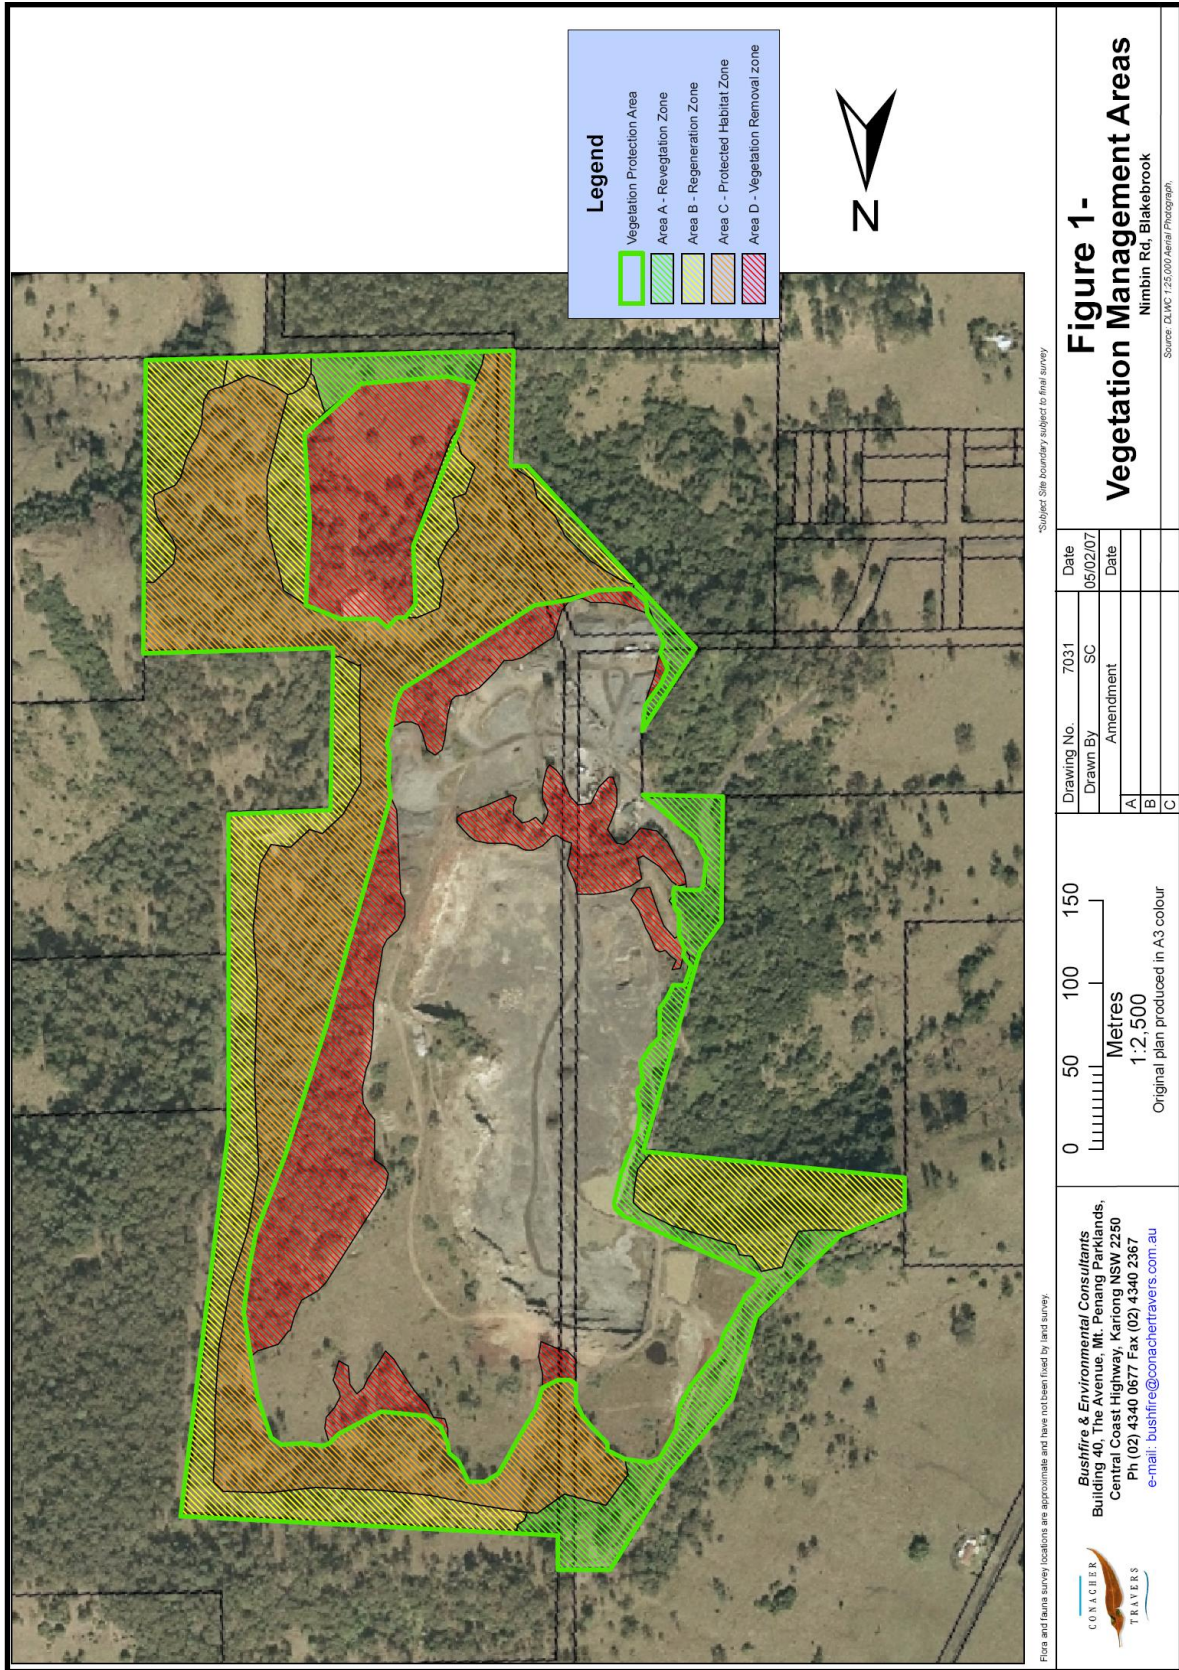 Legend
Vegetation Protection Area
Area A - Revegtation Zone
Area B - Regeneration Zone
Area C - Protected Habitat Zone
Area D - Vegetation Removal zone
N
*Subject Site boundary subject to final survey
Flora and fauna survey locations are approximate and have not been fixed by land survey.
CONACHER
TRAVERS
Bushfire & Environmental Consultants
Building 40, The Avenue, Mt. Penang Parklands,
Central Coast Highway, Kariong NSW 2250
Ph (02) 4340 0677 Fax (02) 4340 2367
e-mail: bushfire@conachertravers.com.au
0 50 100 150
Metres
1:2,500
Original plan produced in A3 colour
Drawing No. 7031 Date
Drawn By SC 05/02/07
Amendment Date
A
B
C
Figure 1-
Vegetation Management Areas
Nimbin Rd, Blakebrook
Source: DLWC 1:25,000 Aerial Photograph,